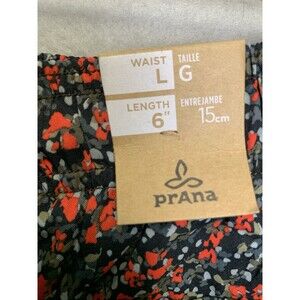 WAIST
L
TAILLE
G
LENGTH
6"
ENTREJAMBE
15cm
prAna